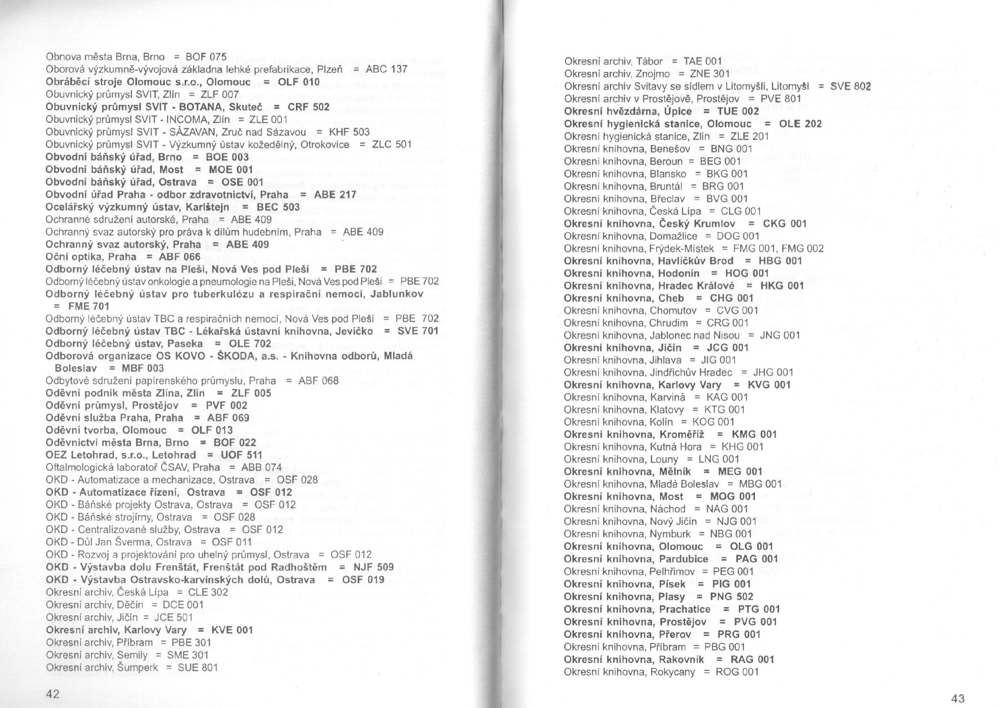 Obnova města Brna, Brno = BOF 075
Oborová výzkumně-vývojová základna lehké prefabrikace, Plzeň = ABC 137
Obráběcí stroje Olomouc s.r.o., Olomouc = OLF 010
Obuvnický průmysl SVIT, Zlín = ZLF 007
Obuvnický průmysl SVIT - BOTANA, Skuteč = CRF 502
Obuvnický průmysl SVIT - INCOMA, Zlín = ZLE 001
Obuvnický průmysl SVIT - SÁZAVAN, Zruč nad Sázavou = KHF 503
Obuvnický průmysl SVIT - Výzkumný ústav kožedělný, Otrokovice = ZLC 501
Obvodní báňský úřad, Brno = BOE 003
Obvodní báňský úřad, Most = MOE 001
Obvodní báňský úřad, Ostrava = OSE 001
Obvodní úřad Praha - odbor zdravotnictví, Praha = ABE 217
Ocelářský výzkumný ústav, Karlštejn = BEC 503
Ochranné sdružení autorské, Praha = ABE 409
Ochranný svaz autorský pro práva k dílům hudebním, Praha = ABE 409
Ochranný svaz autorský, Praha = ABE 409
Oční optika, Praha = ABF 066
Odborný léčebný ústav na Pleši, Nová Ves pod Pleší = PBE 702
Odborný léčebný ústav onkologie a pneumologie na Pleši, Nová Ves pod Pleší = PBE 702
Odborný léčebný ústav pro tuberkulózu a respirační nemoci, Jablunkov
= FME 701
Odborný léčebný ústav TBC a respiračních nemocí, Nová Ves pod Pleší = PBE 702
Odborný léčebný ústav TBC - Lékařská ústavní knihovna, Jevíčko = SVE 701
Odborný léčebný ústav, Paseka = OLE 702
Odborová organizace OS KOVO - ŠKODA, a.s. - Knihovna odborů, Mladá
Boleslav = MBF 003
Odbytové sdružení papírenského průmyslu, Praha = ABF 068
Oděvní podnik města Zlína, Zlín = ZLF 005
Oděvní průmysl, Prostějov = PVF 002
Oděvní služba Praha, Praha = ABF 069
Oděvní tvorba, Olomouc = OLF 013
Oděvnictví města Brna, Brno = BOF 022
OEZ Letohrad, s.r.o., Letohrad = UOF 511
Oftalmologická laboratoř ČSAV, Praha = ABB 074
OKD - Automatizace a mechanizace, Ostrava = OSF 028
OKD - Automatizace řízení, Ostrava = OSF 012
OKD - Báňské projekty Ostrava, Ostrava = OSF 012
OKD - Báňské strojírny, Ostrava = OSF 028
OKD - Centralizované služby, Ostrava = OSF 012
OKD - Důl Jan Šverma, Ostrava = OSF 011
OKD - Rozvoj a projektování pro uhelný průmysl, Ostrava = OSF 012
OKD - Výstavba dolu Frenštát, Frenštát pod Radhoštěm = NJF 509
OKD - Výstavba Ostravsko-karvinských dolů, Ostrava = OSF 019
Okresní archiv, Česká Lípa = CLE 302
Okresní archiv, Děčín = DCE 001
Okresní archiv, Jičín = JCE 501
Okresní archiv, Karlovy Vary = KVE 001
Okresní archiv, Příbram = PBE 301
Okresní archiv, Semily = SME 301
Okresní archiv, Šumperk = SUE 801
42
Okresní archiv, Tábor = TAE 001
Okresní archiv, Znojmo = ZNE 301
Okresní archiv Svitavy se sídlem v Litomyšli, Litomyšl = SVE 802
Okresní archiv v Prostějově, Prostějov = PVE 801
Okresní hvězdárna, Úpice = TUE 002
Okresní hygienická stanice, Olomouc = OLE 202
Okresní hygienická stanice, Zlín = ZLE 201
Okresní knihovna, Benešov = BNG 001
Okresní knihovna, Beroun = BEG 001
Okresní knihovna, Blansko = BKG 001
Okresní knihovna, Bruntál = BRG 001
Okresní knihovna, Břeclav = BVG 001
Okresní knihovna, Česká Lípa = CLG 001
Okresní knihovna, Český Krumlov = CKG 001
Okresní knihovna, Domažlice = DOG 001
Okresní knihovna, Frýdek-Místek = FMG 001, FMG 002
Okresní knihovna, Havlíčkův Brod = HBG 001
Okresní knihovna, Hodonín = HOG 001
Okresní knihovna, Hradec Králové = HKG 001
Okresní knihovna, Cheb = CHG 001
Okresní knihovna, Chomutov = CVG 001
Okresní knihovna, Chrudim = CRG 001
Okresní knihovna, Jablonec nad Nisou = JNG 001
Okresní knihovna, Jičín = JCG 001
Okresní knihovna, Jihlava = JIG 001
Okresní knihovna, Jindřichův Hradec = JHG 001
Okresní knihovna, Karlovy Vary = KVG 001
Okresní knihovna, Karviná = KAG 001
Okresní knihovna, Klatovy = KTG 001
Okresní knihovna, Kolín = KOG 001
Okresní knihovna, Kroměříž = KMG 001
Okresní knihovna, Kutná Hora = KHG 001
Okresní knihovna, Louny = LNG 001
Okresní knihovna, Mělník = MEG 001
Okresní knihovna, Mladá Boleslav = MBG 001
Okresní knihovna, Most = MOG 001
Okresní knihovna, Náchod = NAG 001
Okresní knihovna, Nový Jičín = NJG 001
Okresní knihovna, Nymburk = NBG 001
Okresní knihovna, Olomouc = OLG 001
Okresní knihovna, Pardubice = PAG 001
Okresní knihovna, Pelhřimov = PEG 001
Okresní knihovna, Písek = PIG 001
Okresní knihovna, Plasy = PNG 502
Okresní knihovna, Prachatice = PTG 001
Okresní knihovna, Prostějov = PVG 001
Okresní knihovna, Přerov = PRG 001
Okresní knihovna, Příbram = PBG 001
Okresní knihovna, Rakovník = RAG 001
Okresní knihovna, Rokycany = ROG 001
43